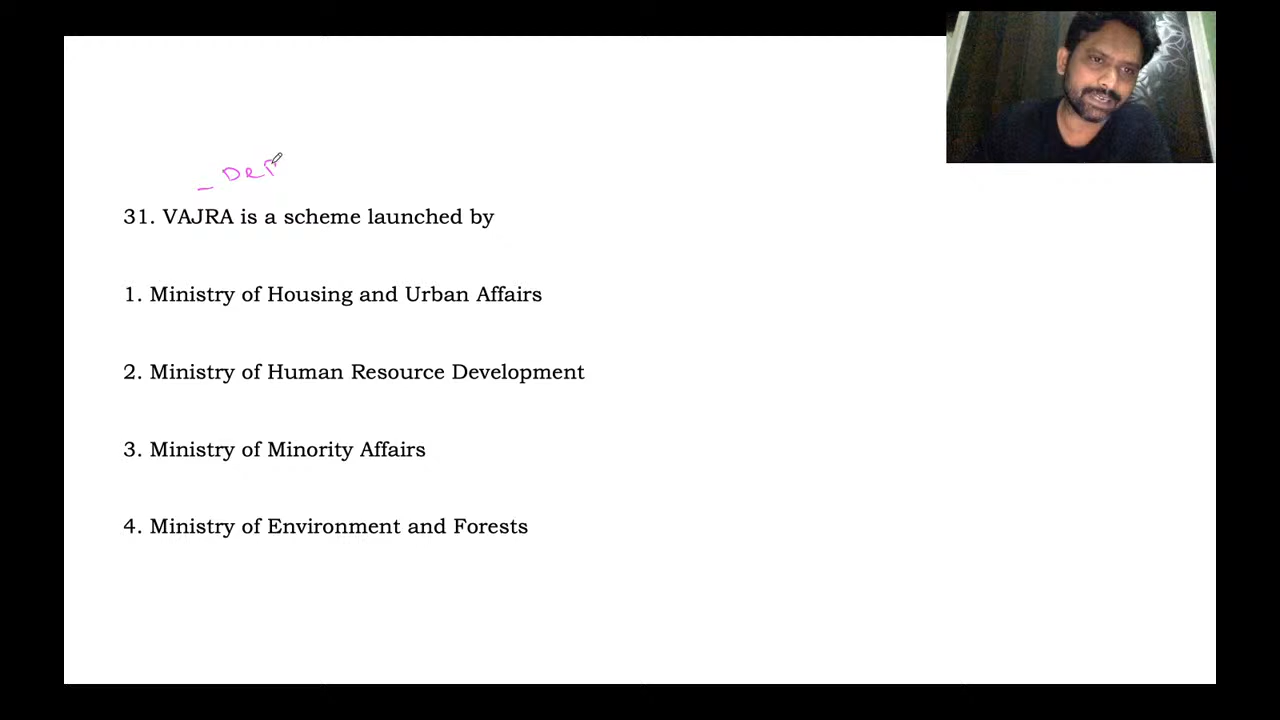 31. VAJRA is a scheme launched by
1. Ministry of Housing and Urban Affairs
2. Ministry of Human Resource Development
3. Ministry of Minority Affairs
4. Ministry of Environment and Forests